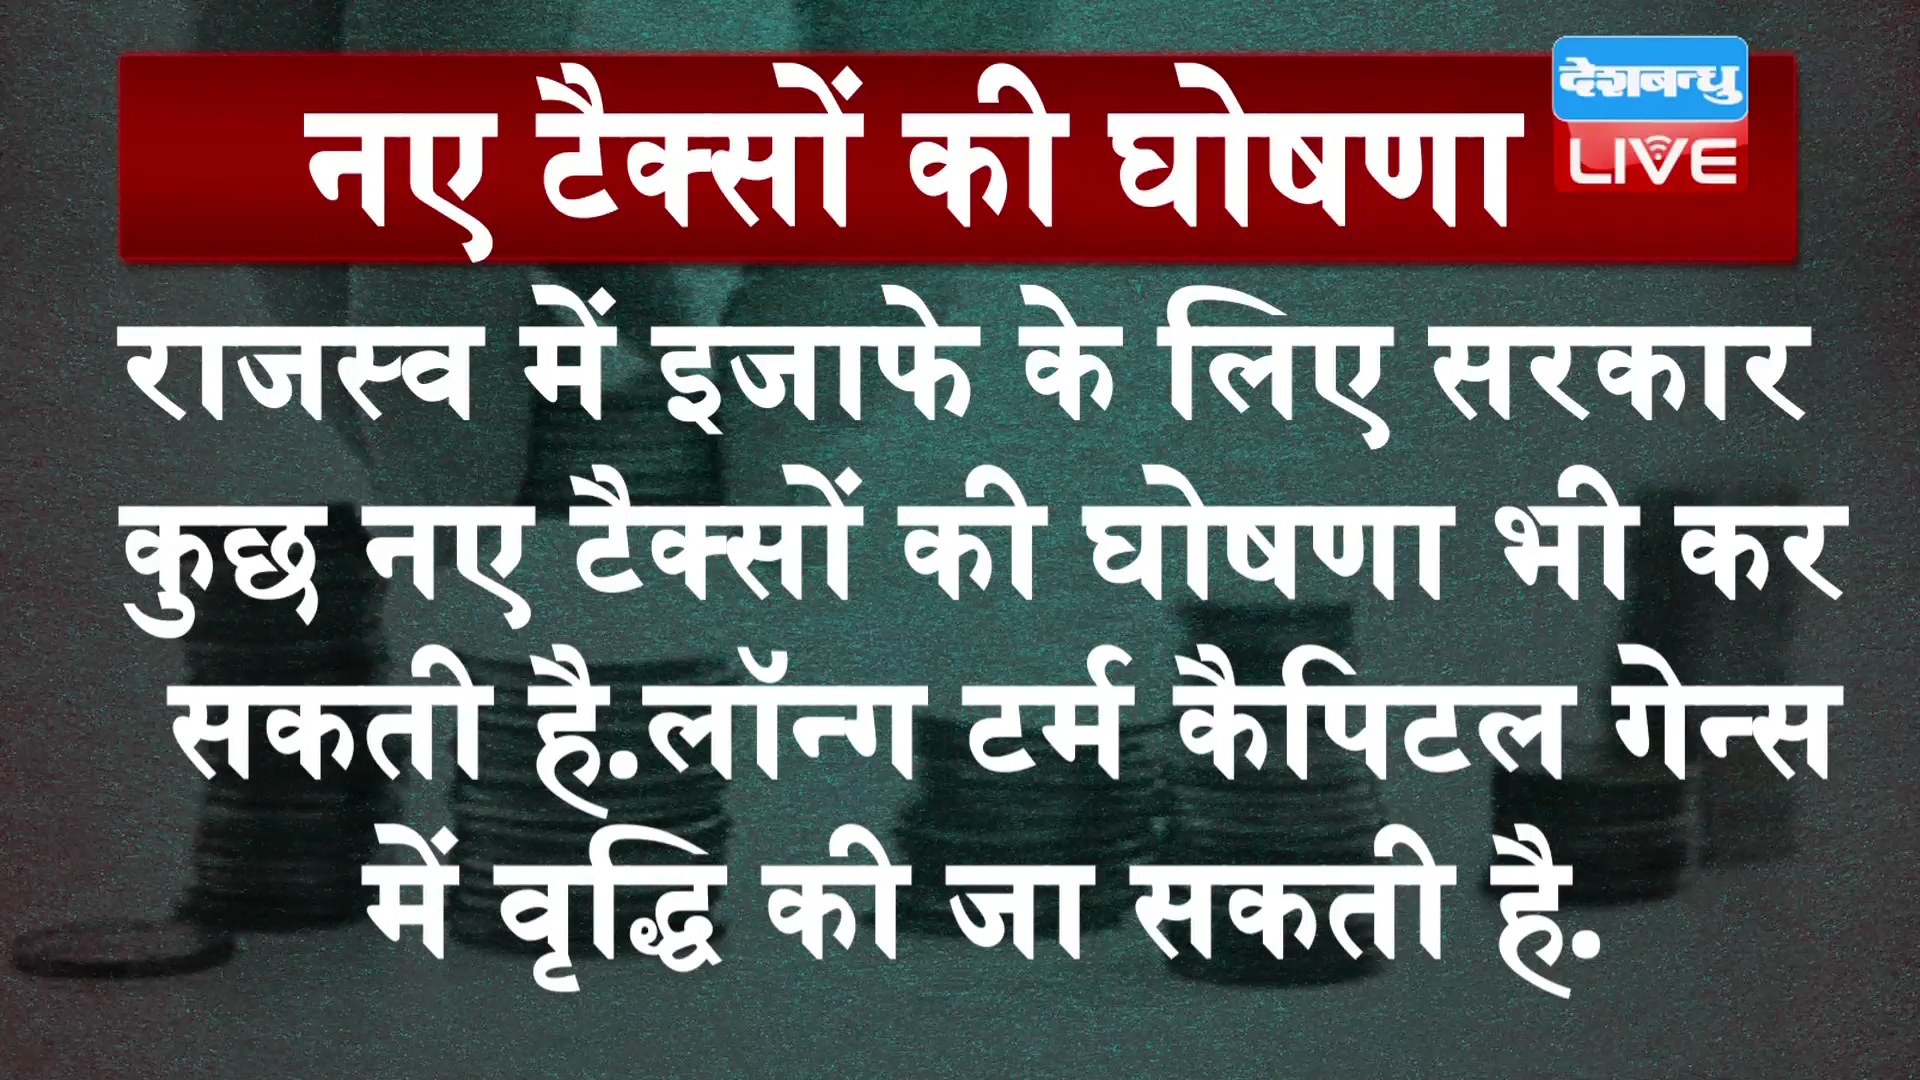 नए टैक्सों की घोषणा
देशबन्धु
LIVE
राजस्व में इजाफे के लिए सरकार
कुछ नए टैक्सों की घोषणा भी कर
सकती है.लॉन्ग टर्म कैपिटल गेन्स
में वृद्धि की जा सकती है.